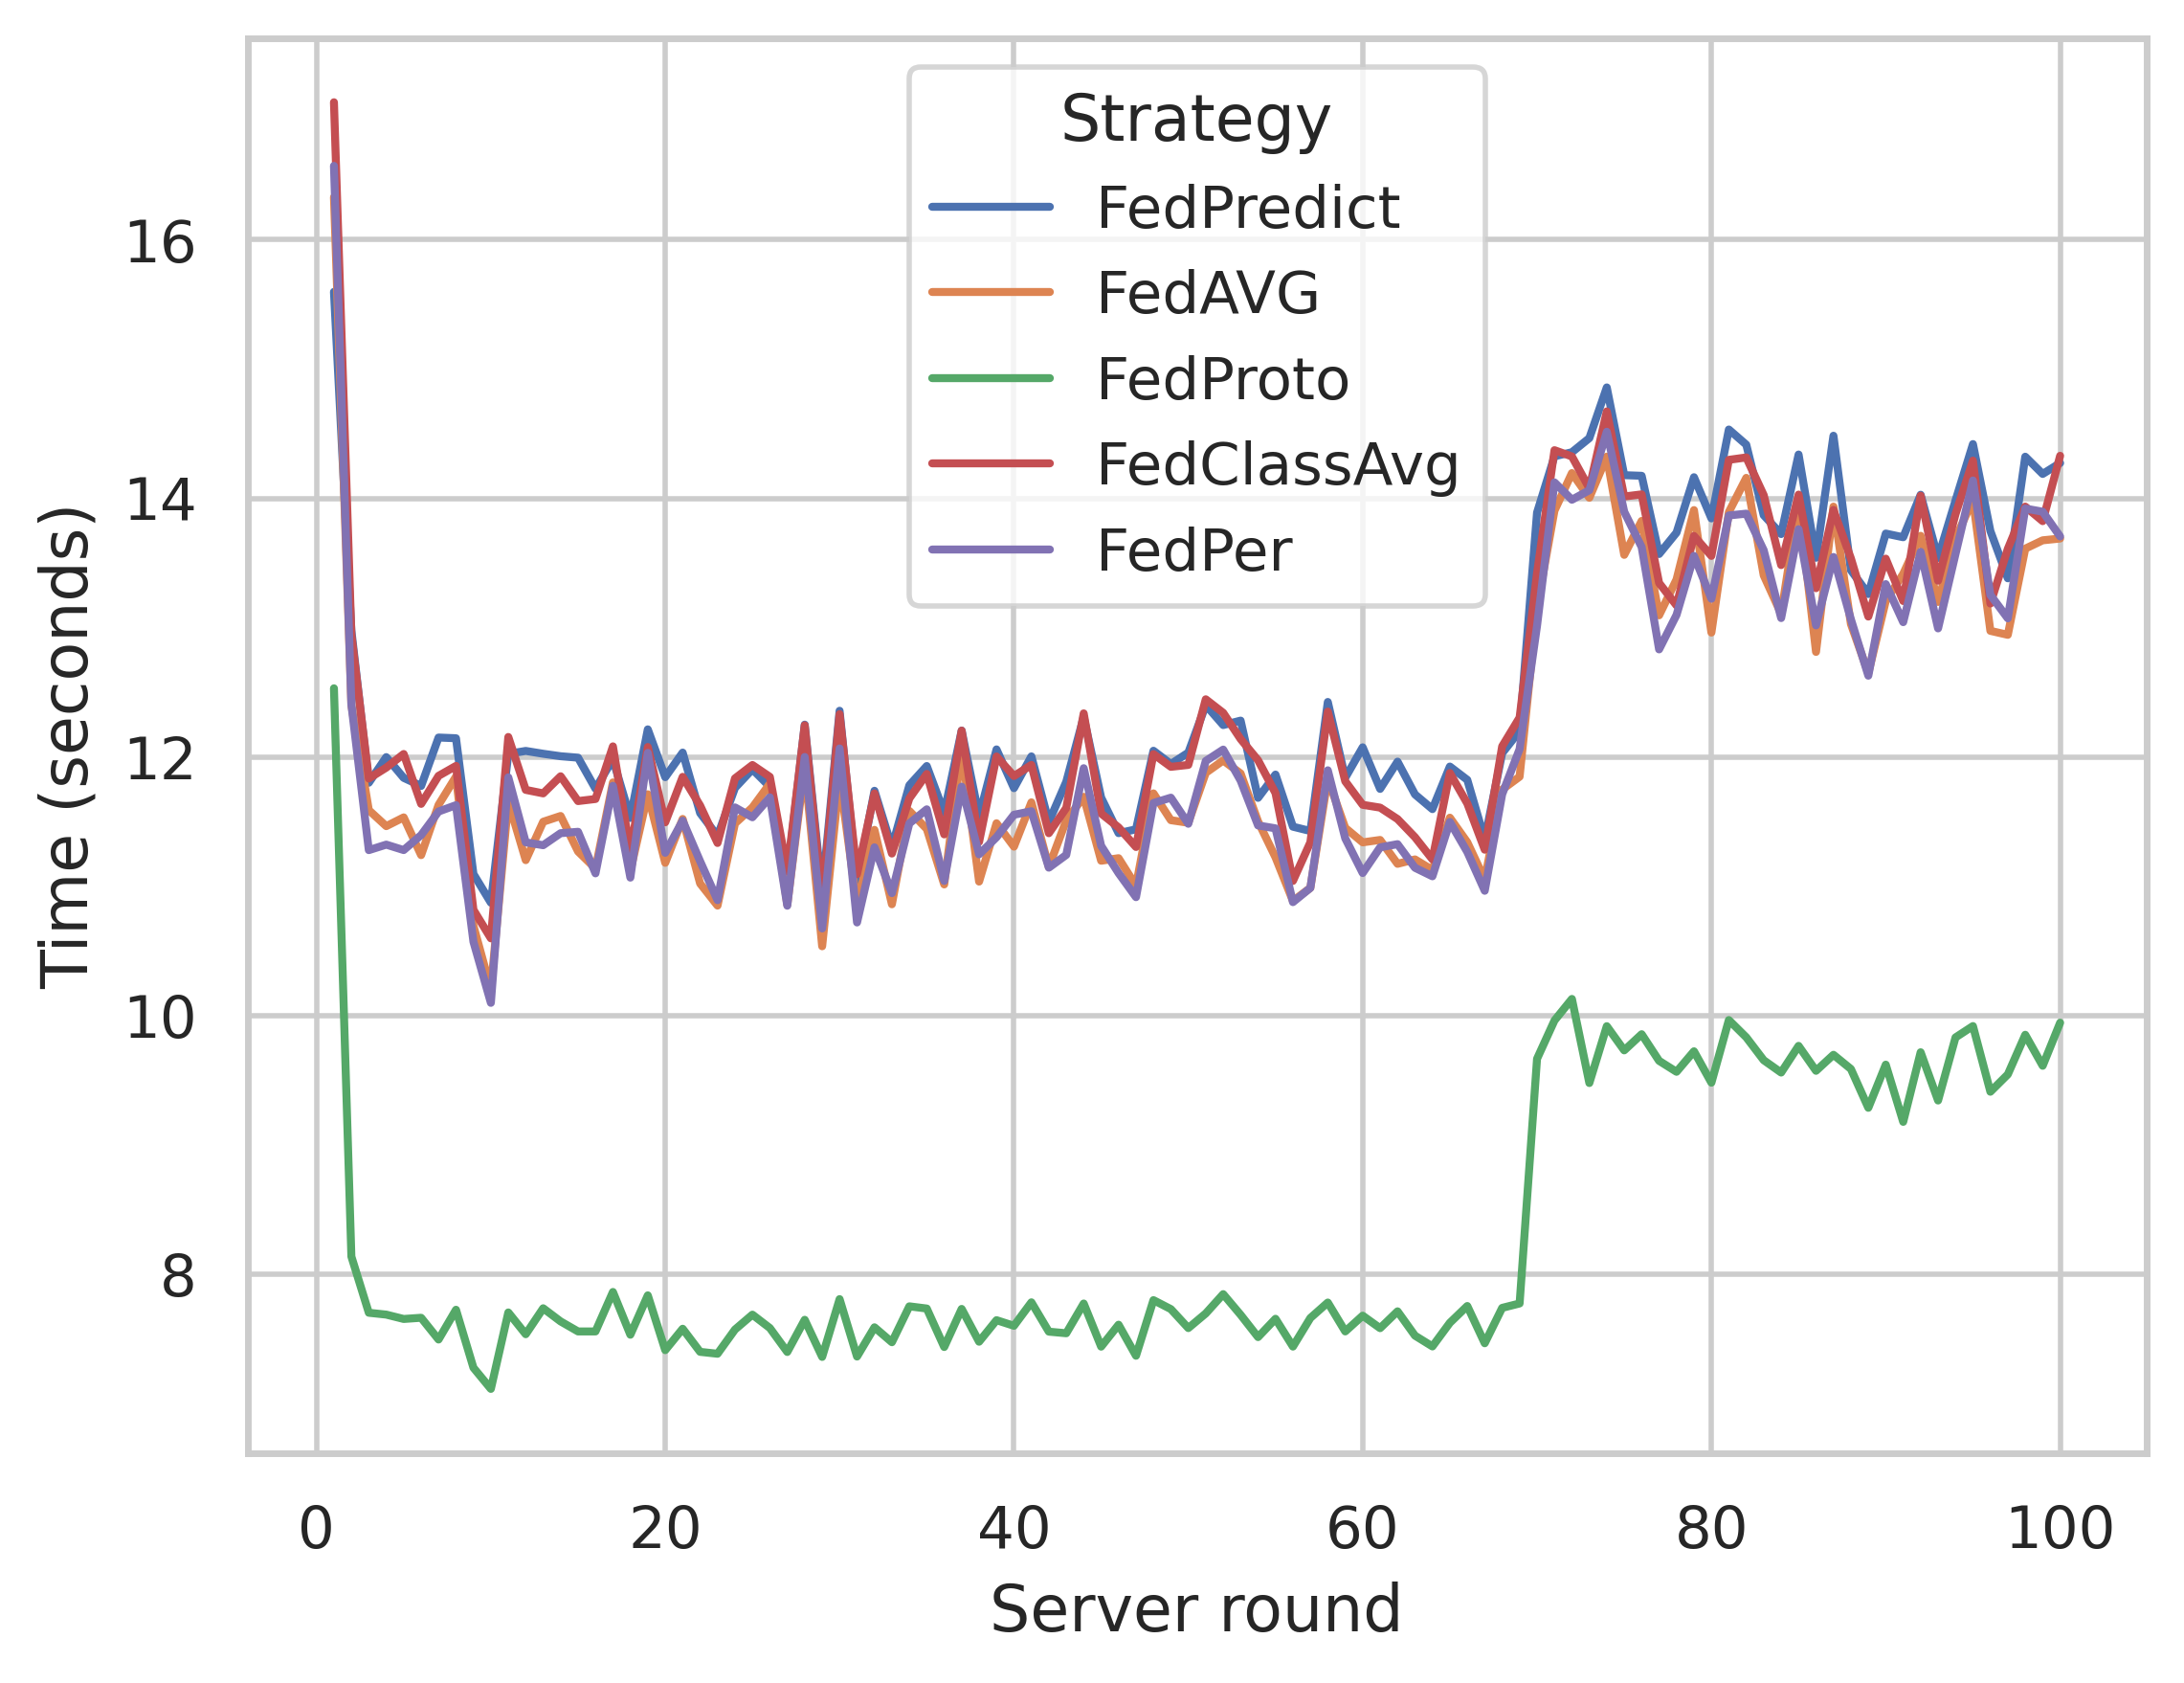 Strategy
FedPredict
FedAVG
FedProto
FedClassAvg
FedPer
16
14
12
10
8
Time (seconds)
0 20 40 60 80 100
Server round